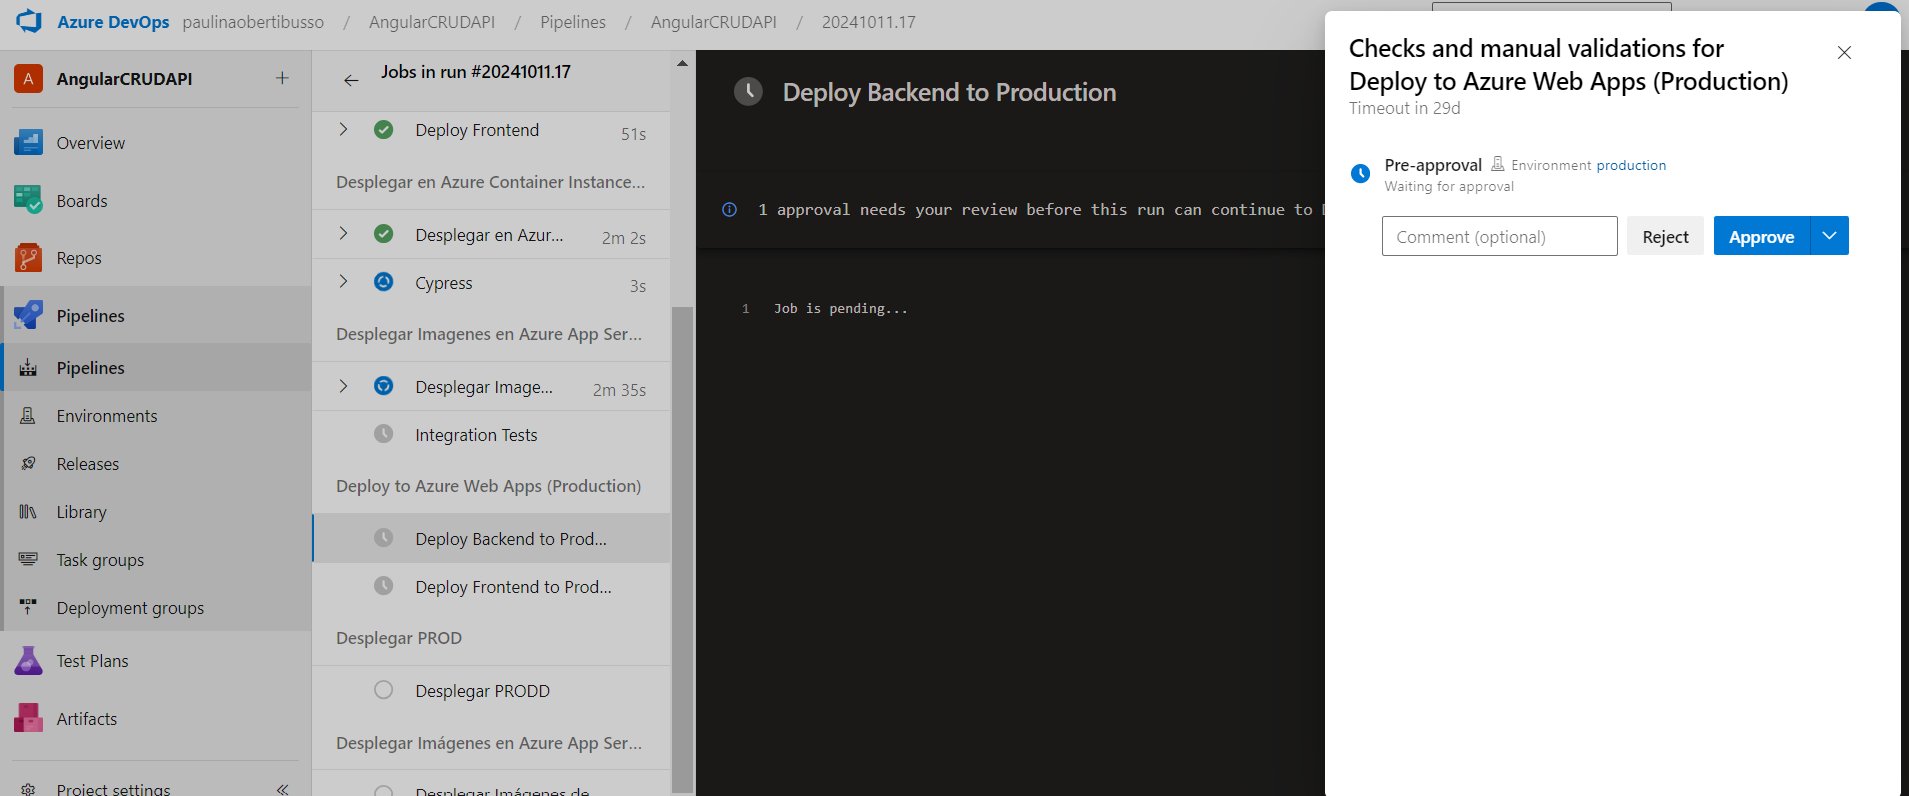 Azure DevOps paulinaobertibusso / AngularCRUDAPI / Pipelines / AngularCRUDAPI / 20241011.17
A AngularCRUDAPI +
Overview
Boards
Repos
Pipelines
Pipelines
Environments
Releases
Library
Task groups
Deployment groups
Test Plans
Artifacts
Project settings
Jobs in run #20241011.17
Deploy Frontend 51s
Desplegar en Azure Container Instance...
Desplegar en Azur... 2m 2s
Cypress 3s
Desplegar Imagenes en Azure App Ser...
Desplegar Image... 2m 35s
Integration Tests
Deploy to Azure Web Apps (Production)
Deploy Backend to Prod...
Deploy Frontend to Prod...
Desplegar PROD
Desplegar PRODD
Desplegar Imágenes en Azure App Ser...
Desplegar Imágenes de
Deploy Backend to Production
1 approval needs your review before this run can continue to
1 Job is pending...
Checks and manual validations for
Deploy to Azure Web Apps (Production)
Timeout in 29d
Pre-approval Environment production
Waiting for approval
Comment (optional) Reject Approve